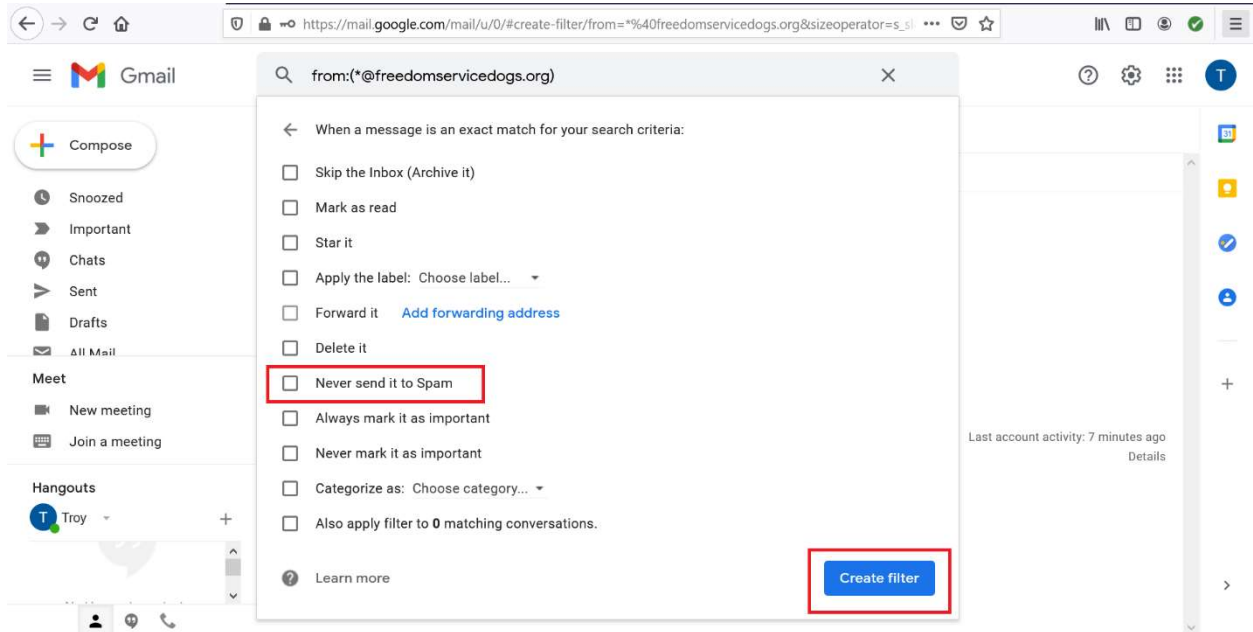 https://mail.google.com/mail/u/0/#create-filter/from=*%40freedomservicedogs.org&sizeoperator=s_sl
Gmail
from:(*@freedomservicedogs.org)
T
Compose
Snoozed
Important
Chats
Sent
Drafts
All Mail
Meet
New meeting
Join a meeting
Hangouts
T Troy
When a message is an exact match for your search criteria:
Skip the Inbox (Archive it)
Mark as read
Star it
Apply the label: Choose label...
Forward it Add forwarding address
Delete it
Never send it to Spam
Always mark it as important
Never mark it as important
Categorize as: Choose category...
Also apply filter to 0 matching conversations.
Learn more
Create filter
Last account activity: 7 minutes ago
Details
31